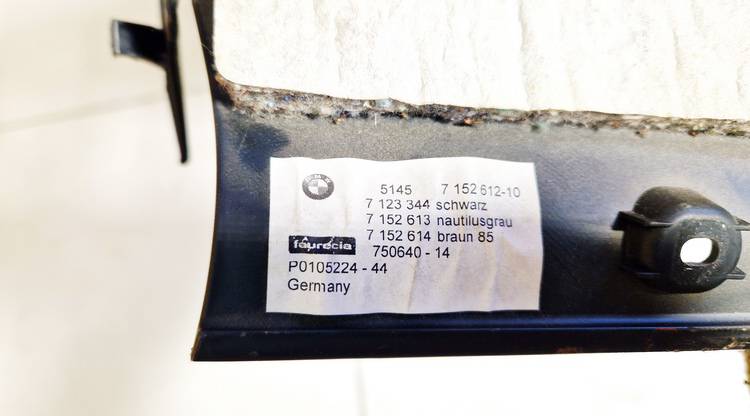 5145 7 152 612-10
7 123 344 schwarz
7 152 613 nautilusgrau
7 152 614 braun 85
faurecia 750640 - 14
P0105224 - 44
Germany